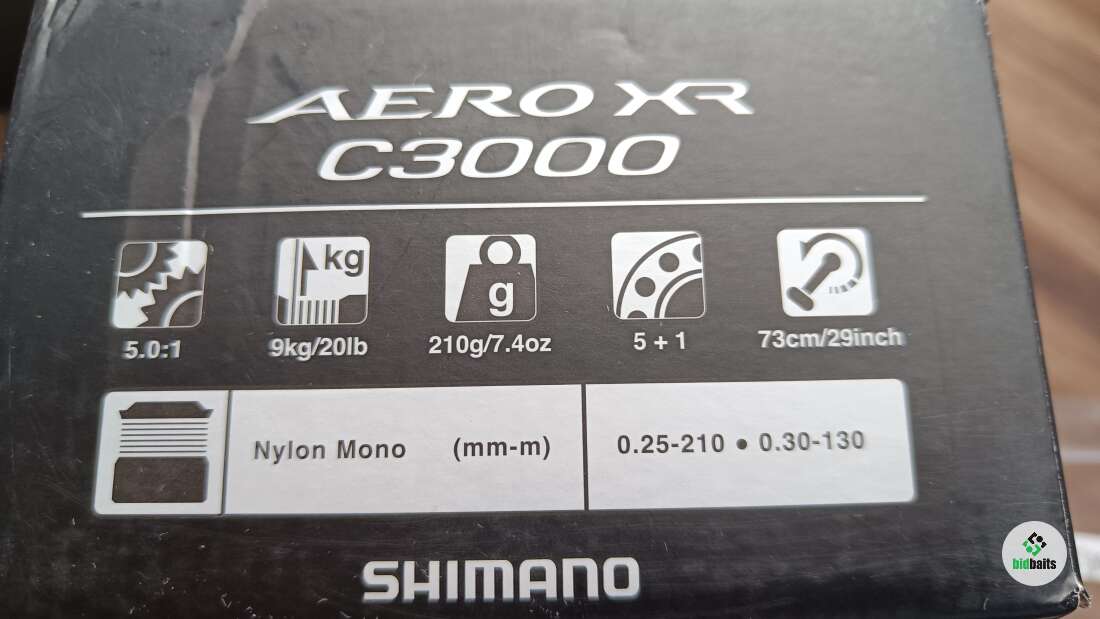 AERO XR
C3000
kg
g
5.0:1
9kg/20lb
210g/7.4oz
5 + 1
73cm/29inch
Nylon Mono (mm-m)
0.25-210 • 0.30-130
SHIMANO
bidbaits